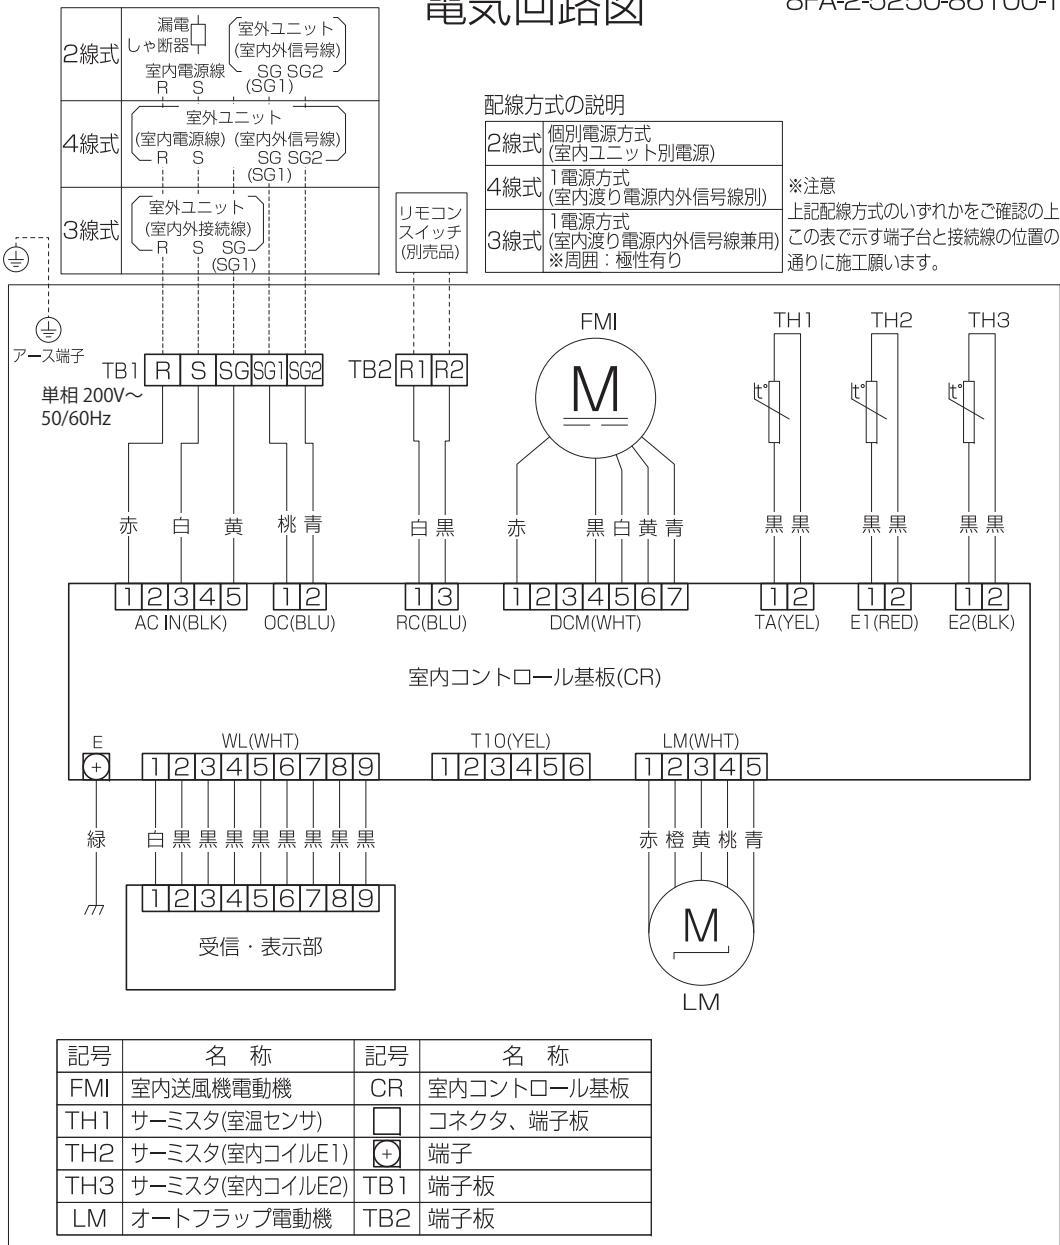 電気回路図
8FA-2-5250-86100-1
2線式
漏電
しゃ断器
室外ユニット
(室内外信号線)
室内電源線
SG SG2
R S (SG1)
4線式
室外ユニット
(室内電源線) (室内外信号線)
R S SG SG2
(SG1)
3線式
室外ユニット
(室内外接続線)
R S SG
(SG1)
配線方式の説明
2線式 個別電源方式
(室内ユニット別電源)
4線式 1電源方式
(室内渡り電源内外信号線別)
3線式 1電源方式
(室内渡り電源内外信号線兼用)
※周囲：極性有り
※注意
上記配線方式のいずれかをご確認の上
この表で示す端子台と接続線の位置の
通りに施工願います。
リモコン
スイッチ
(別売品)
アース端子
TB1 R S SG SG1 SG2
単相 200V～
50/60Hz
TB2 R1 R2
FMI
M
TH1 TH2 TH3
t° t° t°
赤 白 黄 桃 青 白 黒 赤 黒 白 黄 青 黒 黒 黒 黒 黒 黒
1 2 3 4 5 1 2 1 3 1 2 3 4 5 6 7 1 2 1 2 1 2
AC IN(BLK) OC(BLU) RC(BLU) DCM(WHT) TA(YEL) E1(RED) E2(BLK)
室内コントロール基板(CR)
E WL(WHT) T10(YEL) LM(WHT)
1 2 3 4 5 6 7 8 9 1 2 3 4 5 6 1 2 3 4 5
緑 白 黒 黒 黒 黒 黒 黒 黒 黒 赤 橙 黄 桃 青
1 2 3 4 5 6 7 8 9
受信・表示部
M
LM
記号 名 称 記号 名 称
FMI 室内送風機電動機 CR 室内コントロール基板
TH1 サーミスタ(室温センサ) コネクタ、端子板
TH2 サーミスタ(室内コイルE1) 端子
TH3 サーミスタ(室内コイルE2) TB1 端子板
LM オートフラップ電動機 TB2 端子板